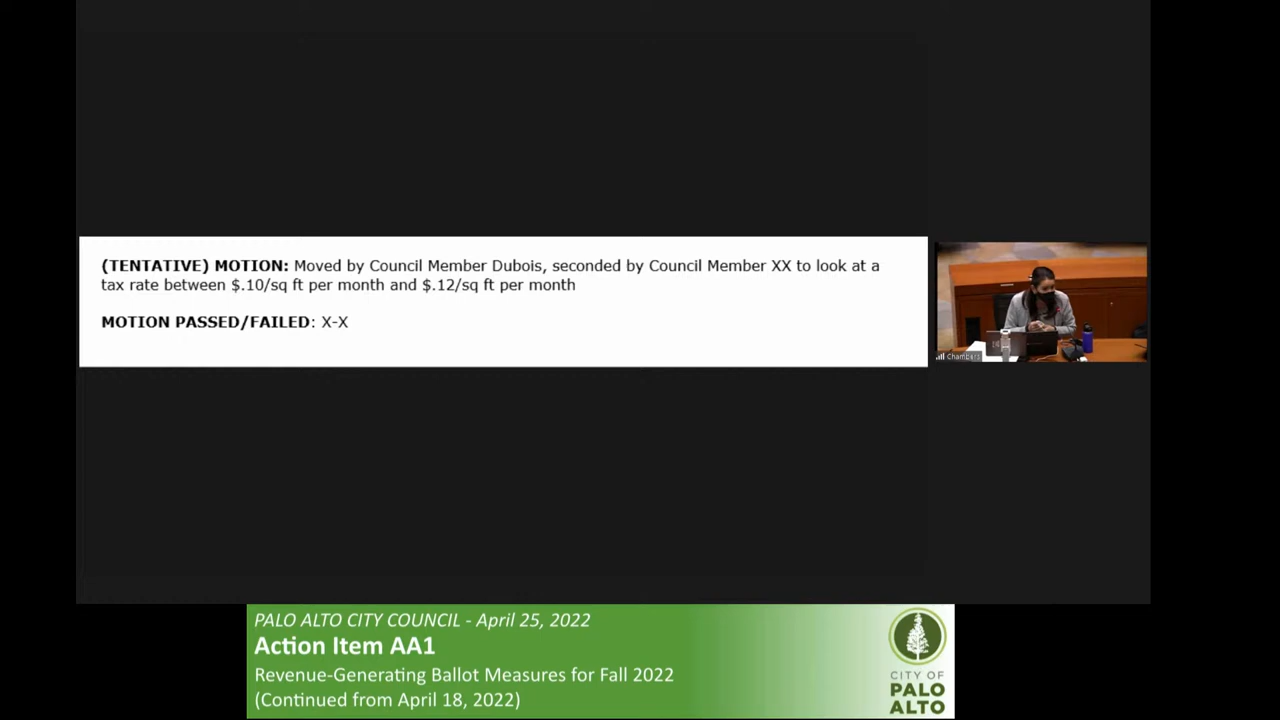 (TENTATIVE) MOTION: Moved by Council Member Dubois, seconded by Council Member XX to look at a
tax rate between $.10/sq ft per month and $.12/sq ft per month
MOTION PASSED/FAILED: X-X
Chambers
PALO ALTO CITY COUNCIL - April 25, 2022
Action Item AA1
Revenue-Generating Ballot Measures for Fall 2022
(Continued from April 18, 2022)
CITY OF
PALO
ALTO